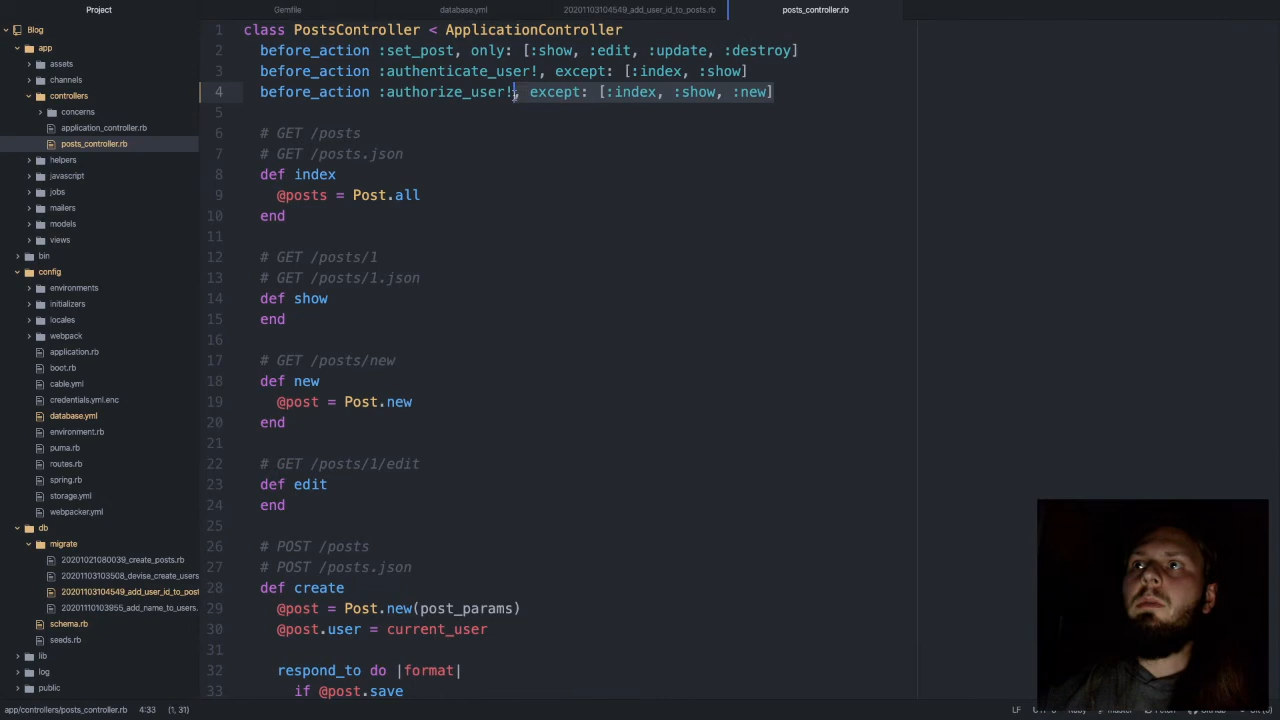 Project
Gemfile
database.yml
20201103104549_add_user_id_to_posts.rb
posts_controller.rb
Blog
app
assets
channels
controllers
concerns
application_controller.rb
posts_controller.rb
helpers
javascript
jobs
mailers
models
views
bin
config
environments
initializers
locales
webpack
application.rb
boot.rb
cable.yml
credentials.yml.enc
database.yml
environment.rb
puma.rb
routes.rb
spring.rb
storage.yml
webpacker.yml
db
migrate
20201021080039_create_posts.rb
20201103103508_devise_create_users
20201103104549_add_user_id_to_post
20201110103955_add_name_to_users.
schema.rb
seeds.rb
lib
log
public
1 class PostsController < ApplicationController
2 before_action :set_post, only: [:show, :edit, :update, :destroy]
3 before_action :authenticate_user!, except: [:index, :show]
4 before_action :authorize_user!, except: [:index, :show, :new]
5
6 # GET /posts
7 # GET /posts.json
8 def index
9 @posts = Post.all
10 end
11
12 # GET /posts/1
13 # GET /posts/1.json
14 def show
15 end
16
17 # GET /posts/new
18 def new
19 @post = Post.new
20 end
21
22 # GET /posts/1/edit
23 def edit
24 end
25
26 # POST /posts
27 # POST /posts.json
28 def create
29 @post = Post.new(post_params)
30 @post.user = current_user
31
32 respond_to do |format|
33 if @post.save
app/controllers/posts_controller.rb 4:33 (1, 31)
LF